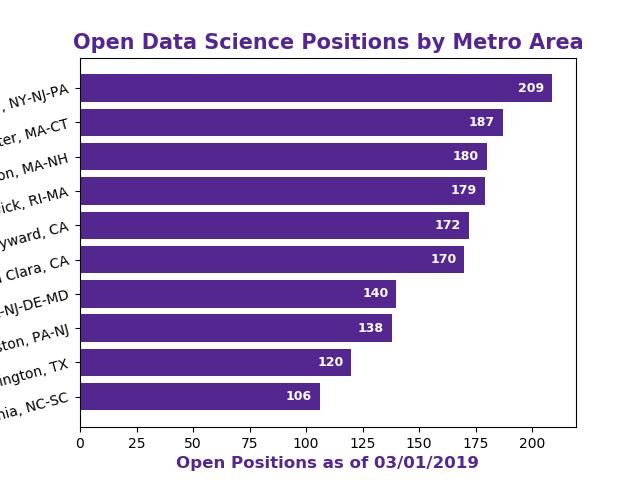 Open Data Science Positions by Metro Area
, NY-NJ-PA
209
ter, MA-CT
187
on, MA-NH
180
ick, RI-MA
179
yward, CA
172
Clara, CA
170
-NJ-DE-MD
140
ston, PA-NJ
138
ington, TX
120
nia, NC-SC
106
0 25 50 75 100 125 150 175 200
Open Positions as of 03/01/2019